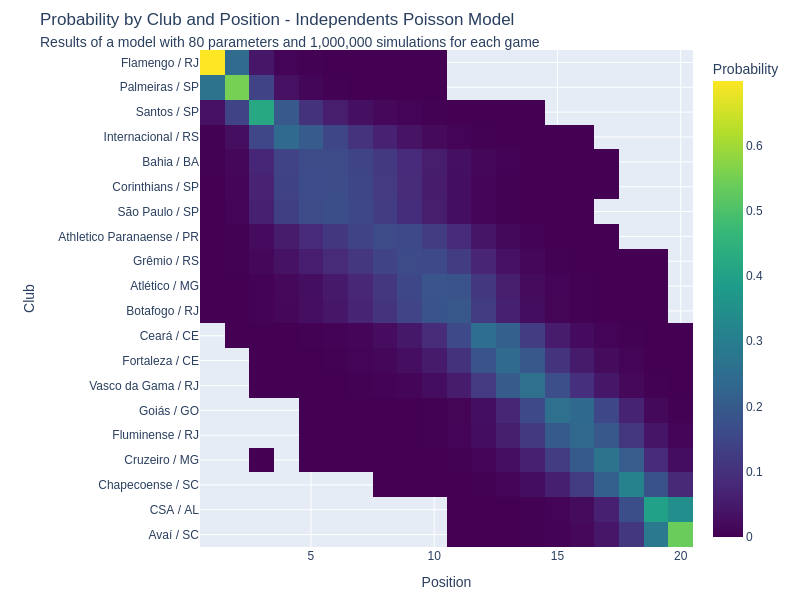 Probability by Club and Position - Independents Poisson Model
Results of a model with 80 parameters and 1,000,000 simulations for each game
Probability
Flamengo / RJ
Palmeiras / SP
Santos / SP
Internacional / RS
Bahia / BA
Corinthians / SP
São Paulo / SP
Athletico Paranaense / PR
Grêmio / RS
Atlético / MG
Botafogo / RJ
Ceará / CE
Fortaleza / CE
Vasco da Gama / RJ
Goiás / GO
Fluminense / RJ
Cruzeiro / MG
Chapecoense / SC
CSA / AL
Avaí / SC
Club
0.6
0.5
0.4
0.3
0.2
0.1
0
5 10 15 20
Position